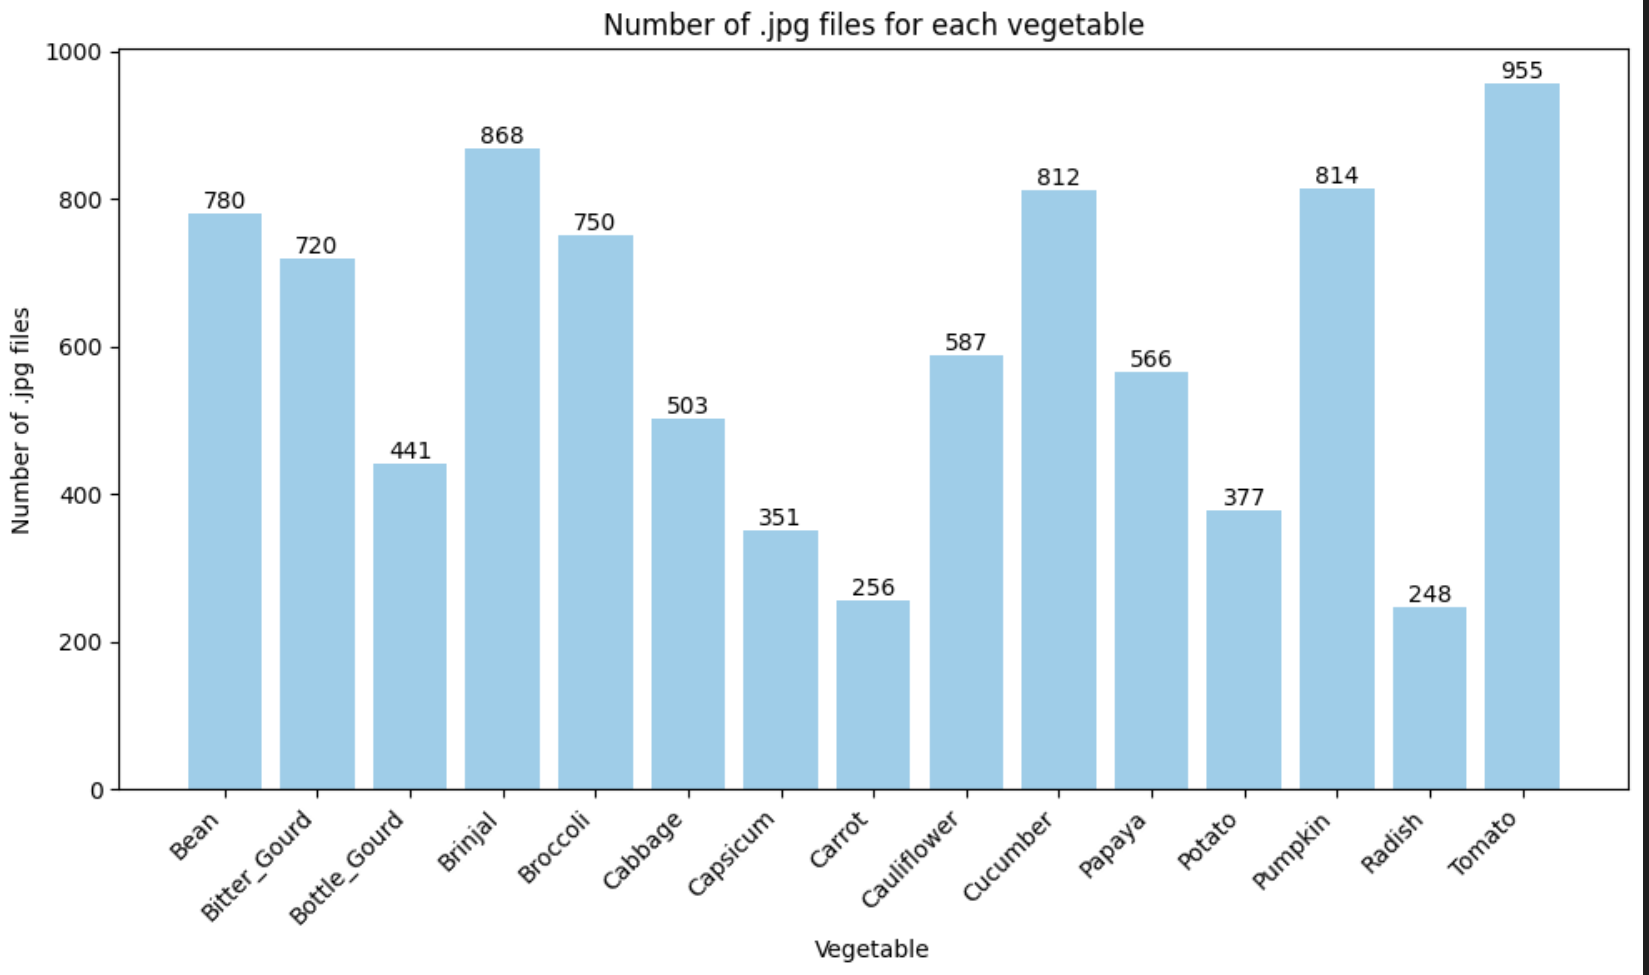 Number of .jpg files for each vegetable
Number of .jpg files
1000
800
600
400
200
0
780
720
441
868
750
503
351
256
587
812
566
377
814
248
955
Bean
Bitter_Gourd
Bottle_Gourd
Brinjal
Broccoli
Cabbage
Capsicum
Carrot
Cauliflower
Cucumber
Papaya
Potato
Pumpkin
Radish
Tomato
Vegetable